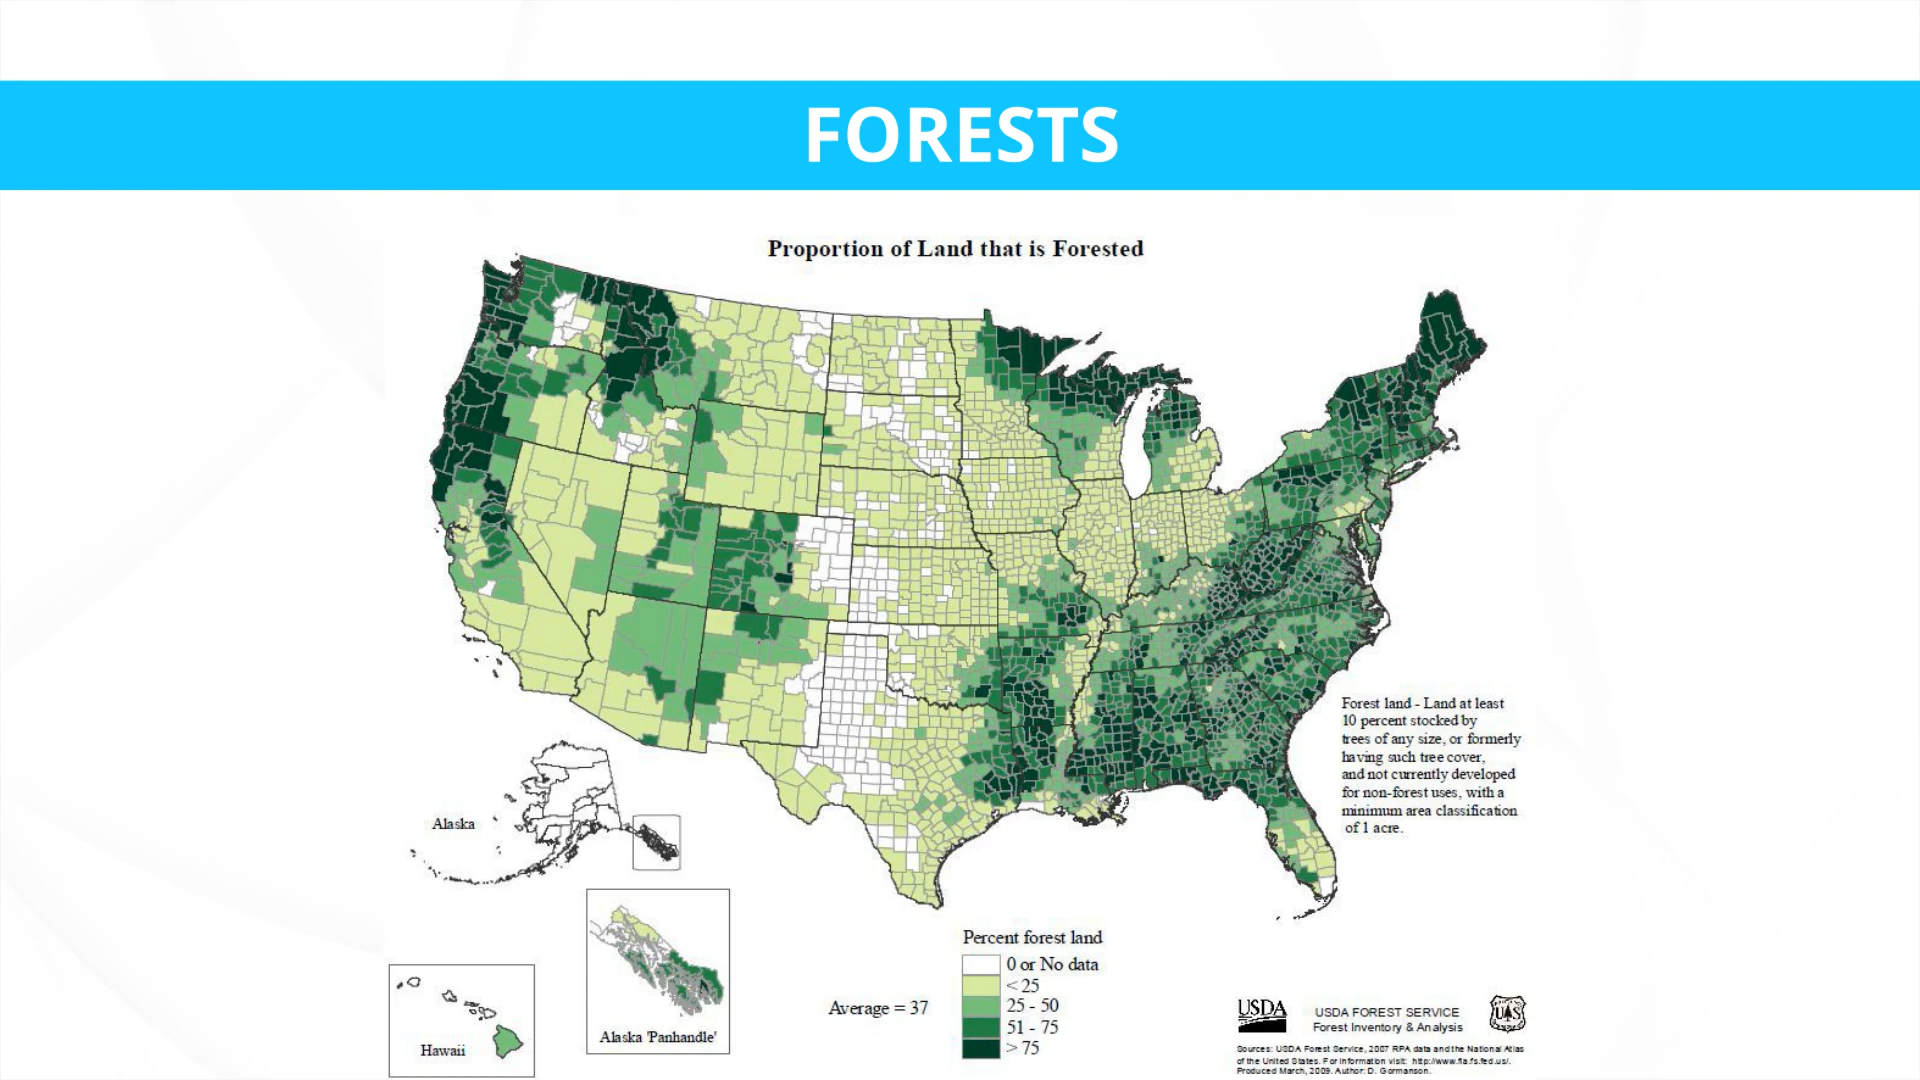 FORESTS
Proportion of Land that is Forested
Forest land - Land at least
10 percent stocked by
trees of any size, or formerly
having such tree cover,
and not currently developed
for non-forest uses, with a
minimum area classification
of 1 acre.
Alaska
Alaska 'Panhandle'
Hawaii
Average = 37
Percent forest land
0 or No data
< 25
25 - 50
51 - 75
> 75
USDA
USDA FOREST SERVICE
Forest Inventory & Analysis
UAS
Sources: USDA Forest Service, 2007 RPA data and the National Atlas
of the United States. For information visit: http://www.fia.fs.fed.us/.
Produced March, 2009. Author: D. Gormanson.